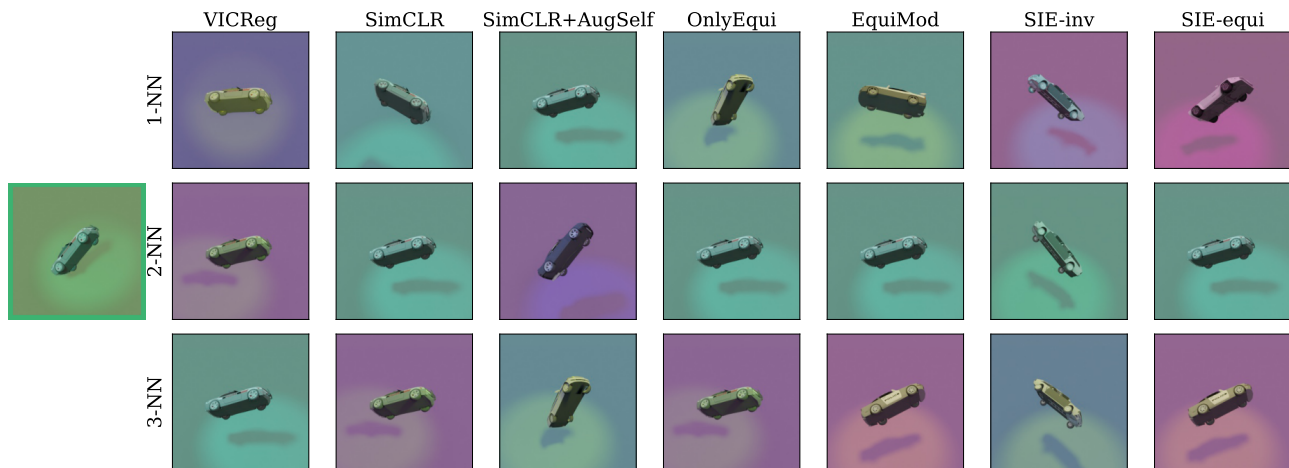 VICReg SimCLR SimCLR+AugSelf OnlyEqui EquiMod SIE-inv SIE-equi
1-NN
2-NN
3-NN